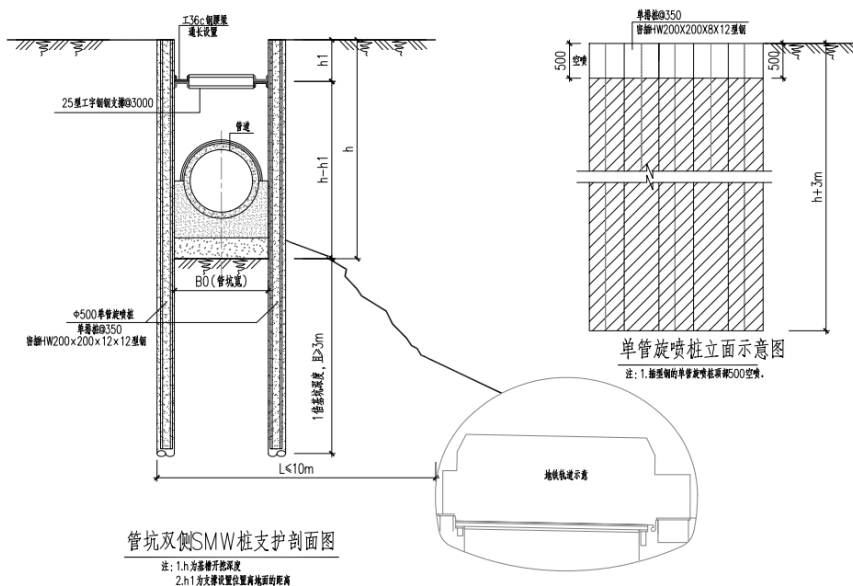 工36c钢腰梁
通长设置
h1
25型工字钢钢支撑@3000
管道
h-h1
h
B0(管坑宽)
Φ500单管旋喷桩
单排桩@350
密插HW200×200×12×12型钢
1倍基坑深度,且≥3m
L≤10m
地铁轨道示意
管坑双侧SMW桩支护剖面图
注: 1.h为基槽开挖深度
2.h1为支撑设置位置离地面的距离
单排桩@350
密插HW200X200X8X12型钢
500
空喷
500
h+3m
单管旋喷桩立面示意图
注: 1.插型钢的单管旋喷桩顶部500空喷。